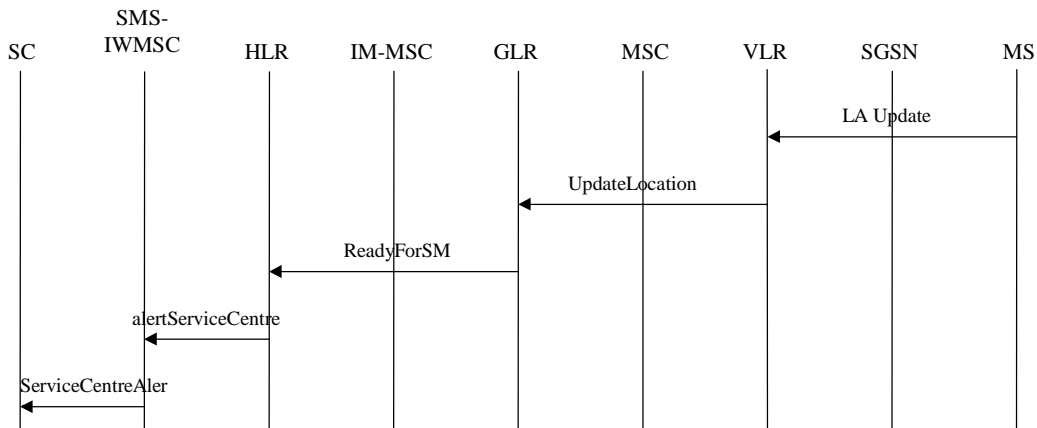 SMS-
IWMSC
SC
HLR
IM-MSC
GLR
MSC
VLR
SGSN
MS
LA Update
UpdateLocation
ReadyForSM
alertServiceCentre
ServiceCentreAler